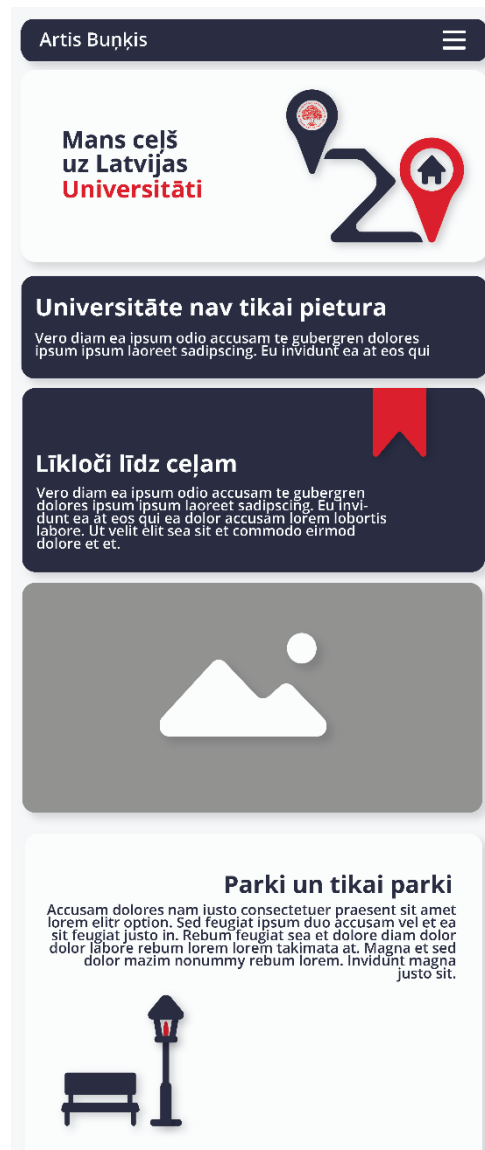 Artis Buņķis
Mans ceļš
uz Latvijas
Universitāti
Universitāte nav tikai pietura
Vero diam ea ipsum odio accusam te gubergren dolores
ipsum ipsum laoreet sadipscing. Eu invidunt ea at eos qui
Līkloči līdz ceļam
Vero diam ea ipsum odio accusam te gubergren
dolores ipsum ipsum laoreet sadipscing. Eu invi-
dunt ea at eos qui ea dolor accusam lorem lobortis
labore. Ut velit elit sea sit et commodo eirmod
dolore et et.
Parki un tikai parki
Accusam dolores nam iusto consectetuer praesent sit amet
lorem elitr option. Sed feugiat ipsum duo accusam vel et ea
sit feugiat justo in. Rebum feugiat sea et dolore diam dolor
dolor labore rebum lorem lorem takimata at. Magna et sed
dolor mazim nonummy rebum lorem. Invidunt magna
justo sit.